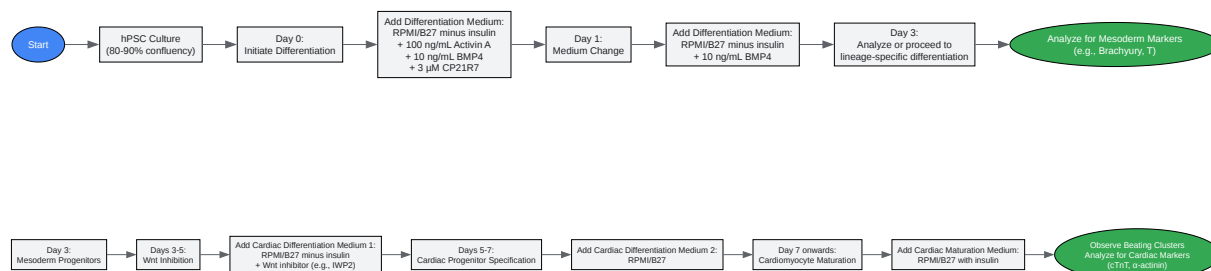 Start
hPSC Culture
(80-90% confluency)
Day 0:
Initiate Differentiation
Add Differentiation Medium:
RPMI/B27 minus insulin
+ 100 ng/mL Activin A
+ 10 ng/mL BMP4
+ 3 µM CP21R7
Day 1:
Medium Change
Add Differentiation Medium:
RPMI/B27 minus insulin
+ 10 ng/mL BMP4
Day 3:
Analyze or proceed to
lineage-specific differentiation
Analyze for Mesoderm Markers
(e.g., Brachyury, T)
Day 3:
Mesoderm Progenitors
Days 3-5:
Wnt Inhibition
Add Cardiac Differentiation Medium 1:
RPMI/B27 minus insulin
+ Wnt inhibitor (e.g., IWP2)
Days 5-7:
Cardiac Progenitor Specification
Add Cardiac Differentiation Medium 2:
RPMI/B27
Day 7 onwards:
Cardiomyocyte Maturation
Add Cardiac Maturation Medium:
RPMI/B27 with insulin
Observe Beating Clusters
Analyze for Cardiac Markers
(cTnT, α-actinin)